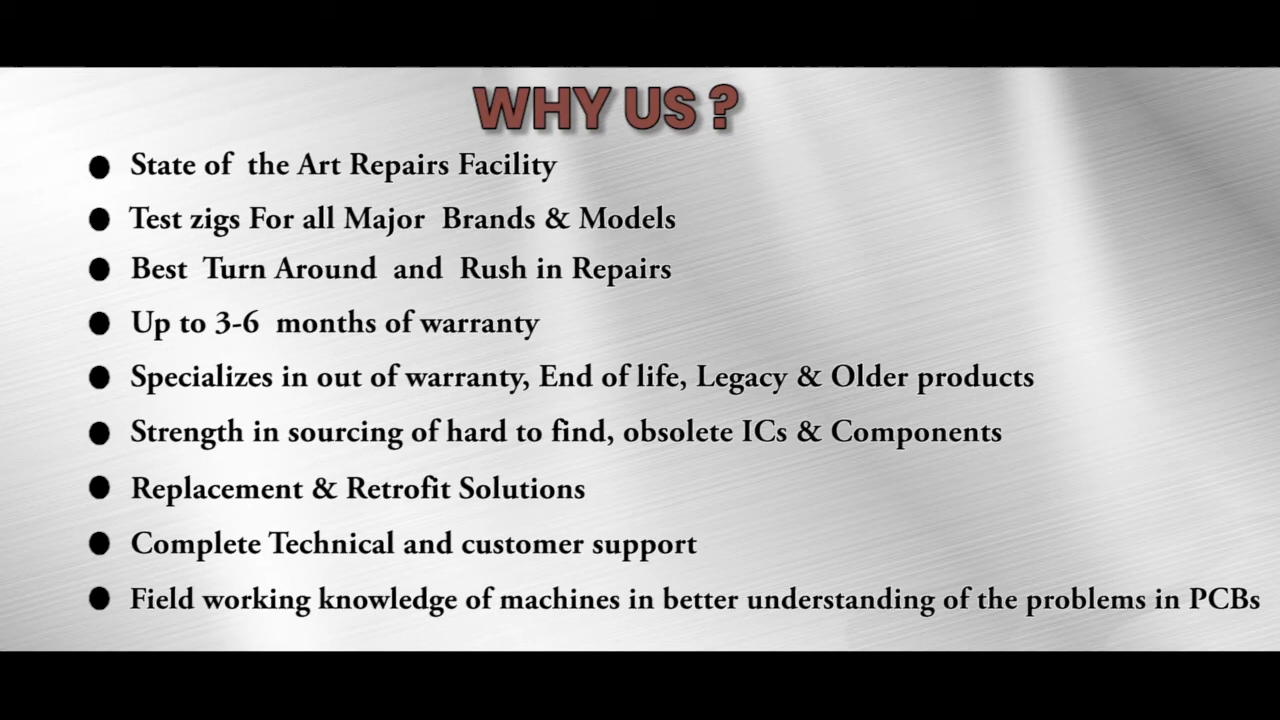 WHY US ?
● State of the Art Repairs Facility
● Test zigs For all Major Brands & Models
● Best Turn Around and Rush in Repairs
● Up to 3-6 months of warranty
● Specializes in out of warranty, End of life, Legacy & Older products
● Strength in sourcing of hard to find, obsolete ICs & Components
● Replacement & Retrofit Solutions
● Complete Technical and customer support
● Field working knowledge of machines in better understanding of the problems in PCBs